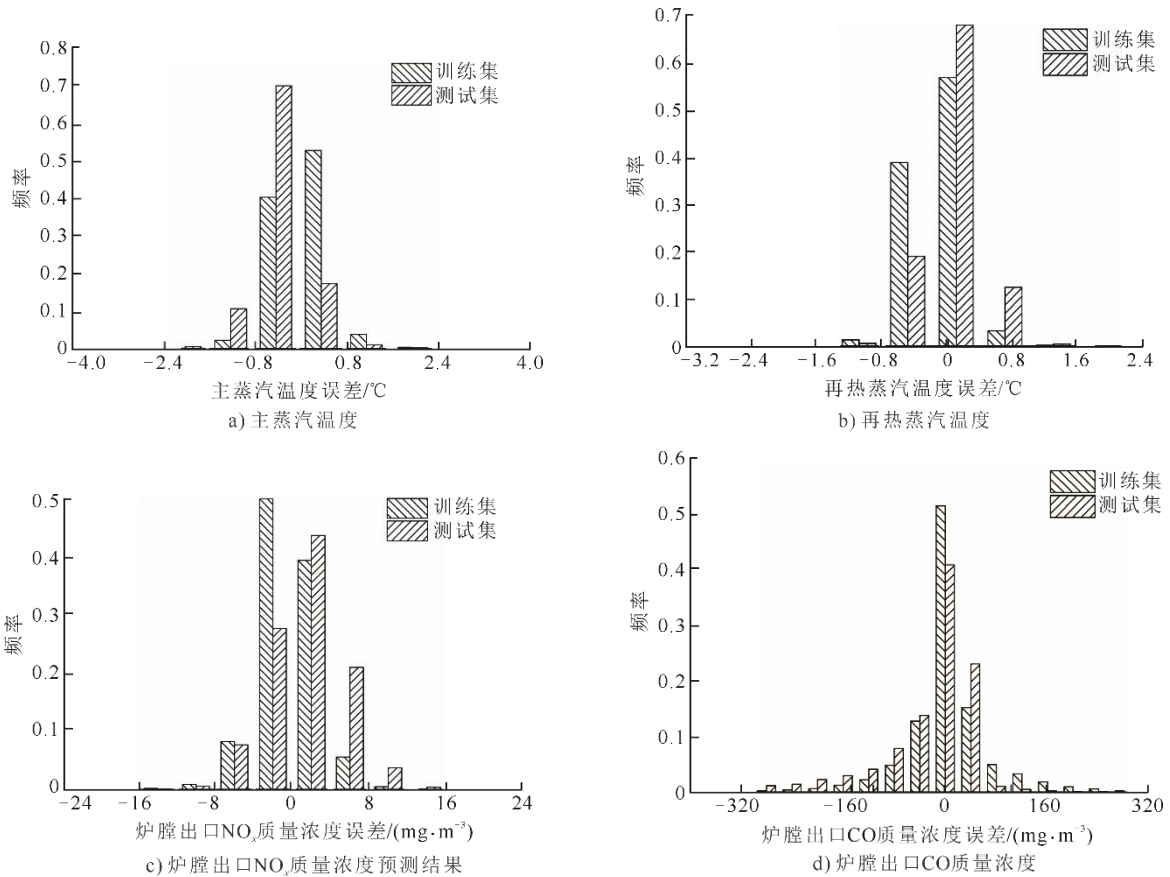 0.8
0.7
0.6
0.5
0.4
0.3
0.2
0.1
0
频率
训练集
测试集
-4.0 -2.4 -0.8 0.8 2.4 4.0
主蒸汽温度误差/℃
a) 主蒸汽温度
0.7
0.6
0.5
0.4
0.3
0.2
0.1
0
频率
训练集
测试集
-3.2 -2.4 -1.6 -0.8 0 0.8 1.6 2.4
再热蒸汽温度误差/℃
b) 再热蒸汽温度
0.5
0.4
0.3
0.2
0.1
0
频率
训练集
测试集
-24 -16 -8 0 8 16 24
炉膛出口NOₓ质量浓度误差/(mg·m⁻³)
c) 炉膛出口NOₓ质量浓度预测结果
0.6
0.5
0.4
0.3
0.2
0.1
0
频率
训练集
测试集
-320 -160 0 160 320
炉膛出口CO质量浓度误差/(mg·m⁻³)
d) 炉膛出口CO质量浓度